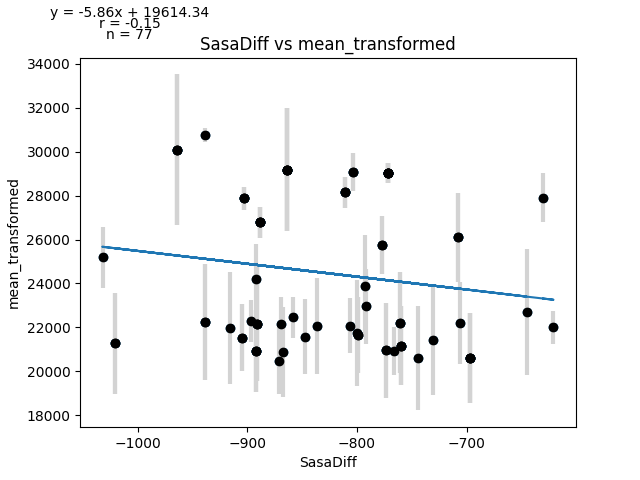 y = -5.86x + 19614.34
r = -0.15
n = 77
SasaDiff vs mean_transformed
34000
32000
30000
28000
26000
24000
22000
20000
18000
mean_transformed
−1000
−900
−800
−700
SasaDiff